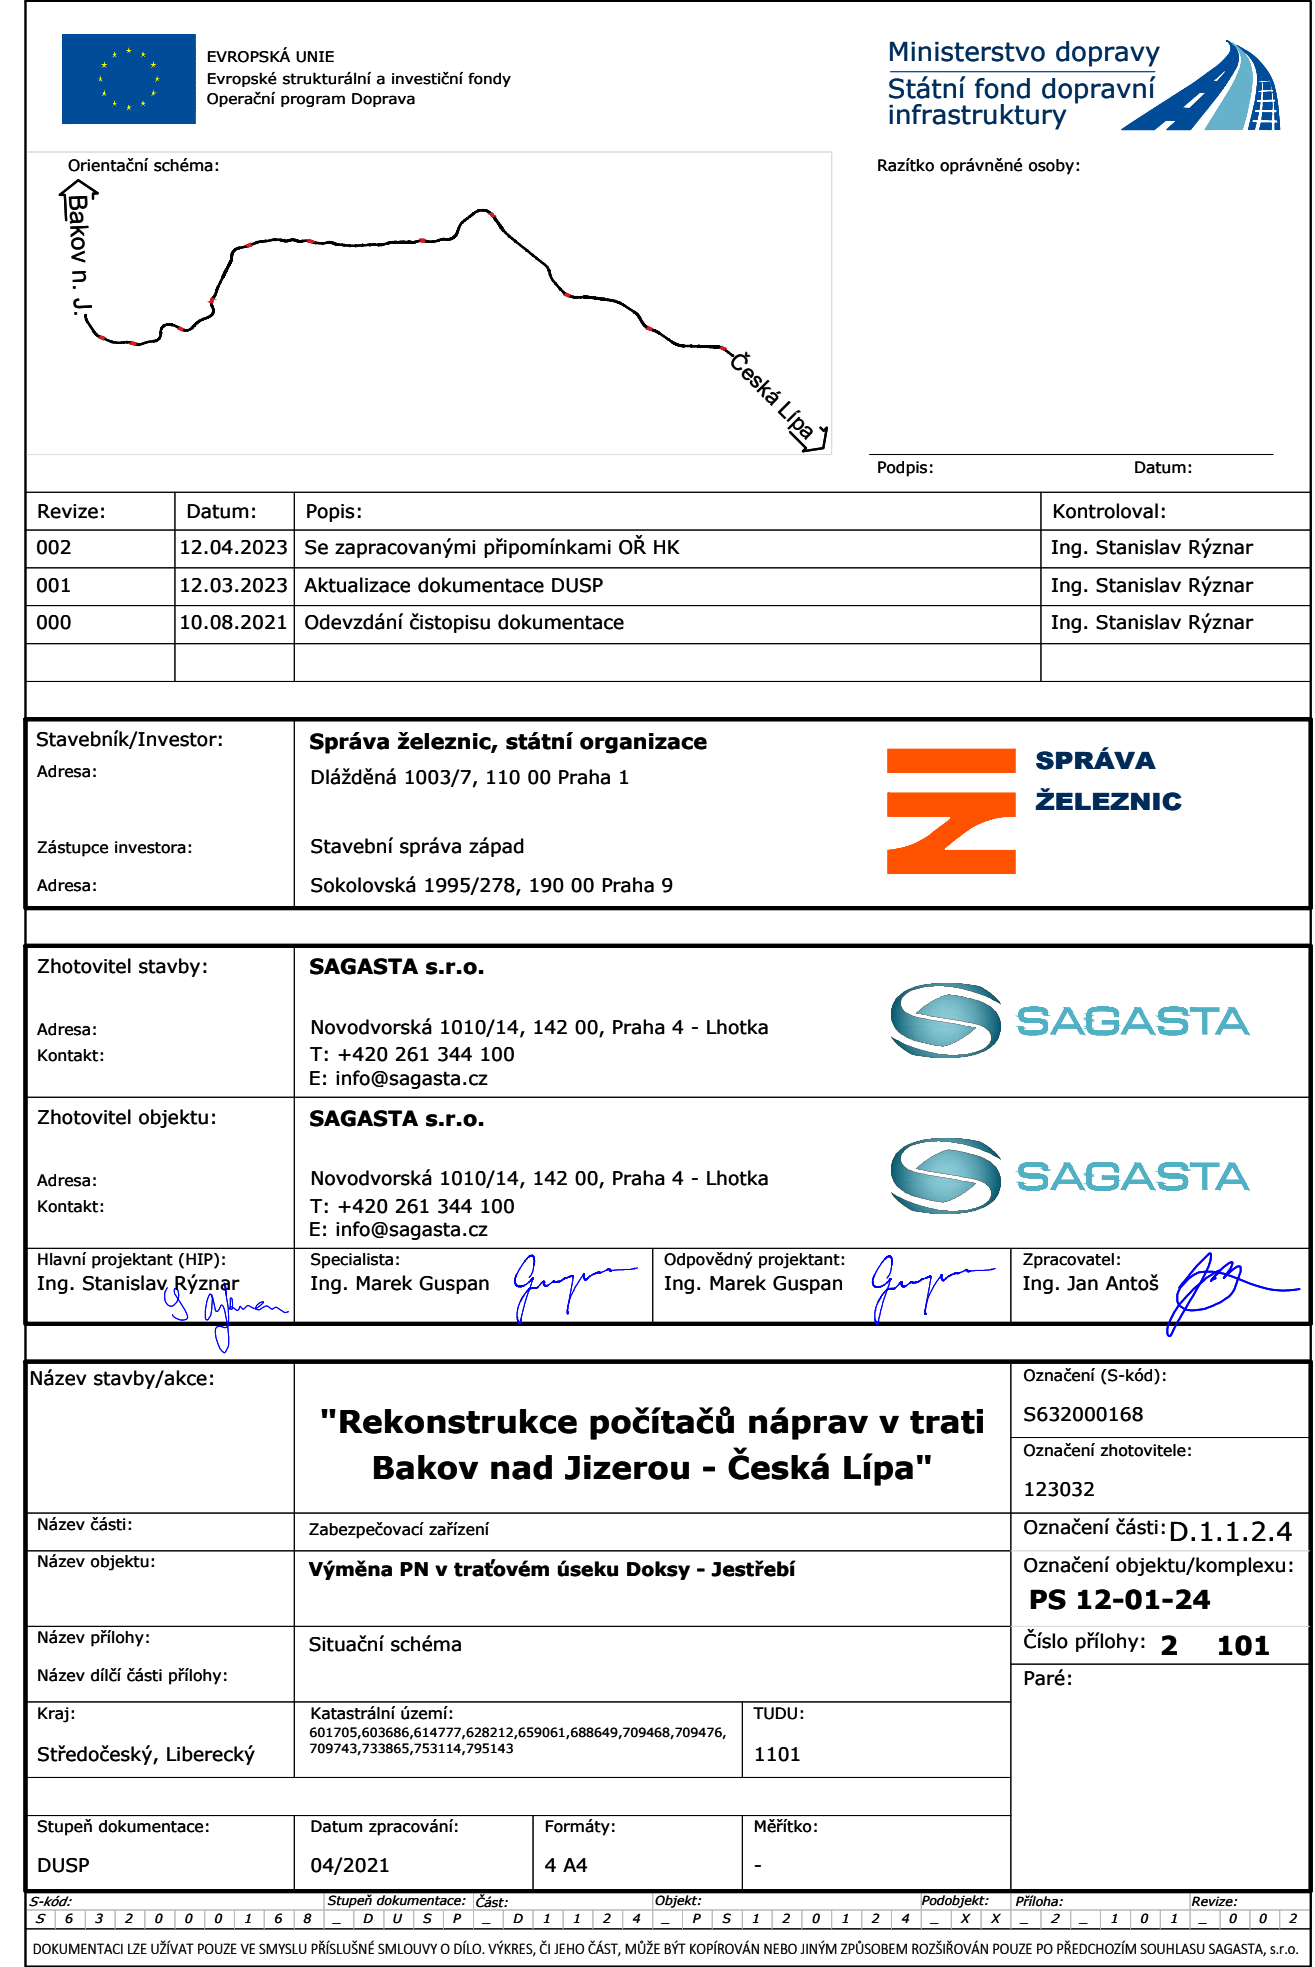 EVROPSKÁ UNIE
Evropské strukturální a investiční fondy
Operační program Doprava
Ministerstvo dopravy
Státní fond dopravní
infrastruktury
Orientační schéma:
Razítko oprávněné osoby:
Bakov n. J.
Česká Lípa
Podpis: Datum:
Revize: Datum: Popis: Kontroloval:
002 12.04.2023 Se zapracovanými připomínkami OŘ HK Ing. Stanislav Rýznar
001 12.03.2023 Aktualizace dokumentace DUSP Ing. Stanislav Rýznar
000 10.08.2021 Odevzdání čistopisu dokumentace Ing. Stanislav Rýznar
Stavebník/Investor: Správa železnic, státní organizace
Adresa: Dlážděná 1003/7, 110 00 Praha 1
SPRÁVA
ŽELEZNIC
Zástupce investora: Stavební správa západ
Adresa: Sokolovská 1995/278, 190 00 Praha 9
Zhotovitel stavby: SAGASTA s.r.o.
SAGASTA
Adresa: Novodvorská 1010/14, 142 00, Praha 4 - Lhotka
Kontakt: T: +420 261 344 100
E: info@sagasta.cz
Zhotovitel objektu: SAGASTA s.r.o.
SAGASTA
Adresa: Novodvorská 1010/14, 142 00, Praha 4 - Lhotka
Kontakt: T: +420 261 344 100
E: info@sagasta.cz
Hlavní projektant (HIP): Specialista: Odpovědný projektant: Zpracovatel:
Ing. Stanislav Rýznar Ing. Marek Guspan Ing. Marek Guspan Ing. Jan Antoš
Název stavby/akce:
"Rekonstrukce počítačů náprav v trati
Bakov nad Jizerou - Česká Lípa"
Označení (S-kód):
S632000168
Označení zhotovitele:
123032
Název části: Zabezpečovací zařízení
Označení části: D.1.1.2.4
Název objektu: Výměna PN v traťovém úseku Doksy - Jestřebí
Označení objektu/komplexu:
PS 12-01-24
Název přílohy: Situační schéma
Číslo přílohy: 2 101
Název dílčí části přílohy:
Paré:
Kraj: Katastrální území: TUDU:
601705,603686,614777,628212,659061,688649,709468,709476,
709743,733865,753114,795143
Středočeský, Liberecký 1101
Stupeň dokumentace: Datum zpracování: Formáty: Měřítko:
DUSP 04/2021 4 A4 -
S-kód: Stupeň dokumentace: Část: Objekt: Podobjekt: Příloha: Revize:
S 6 3 2 0 0 0 1 6 8 _ D U S P _ D 1 1 2 4 _ P S 1 2 0 1 2 4 _ X X _ 2 _ 1 0 1 _ 0 0 2
DOKUMENTACI LZE UŽÍVAT POUZE VE SMYSLU PŘÍSLUŠNÉ SMLOUVY O DÍLO. VÝKRES, ČI JEHO ČÁST, MŮŽE BÝT KOPÍROVÁN NEBO JINÝM ZPŮSOBEM ROZŠIŘOVÁN POUZE PO PŘEDCHOZÍM SOUHLASU SAGASTA, s.r.o.